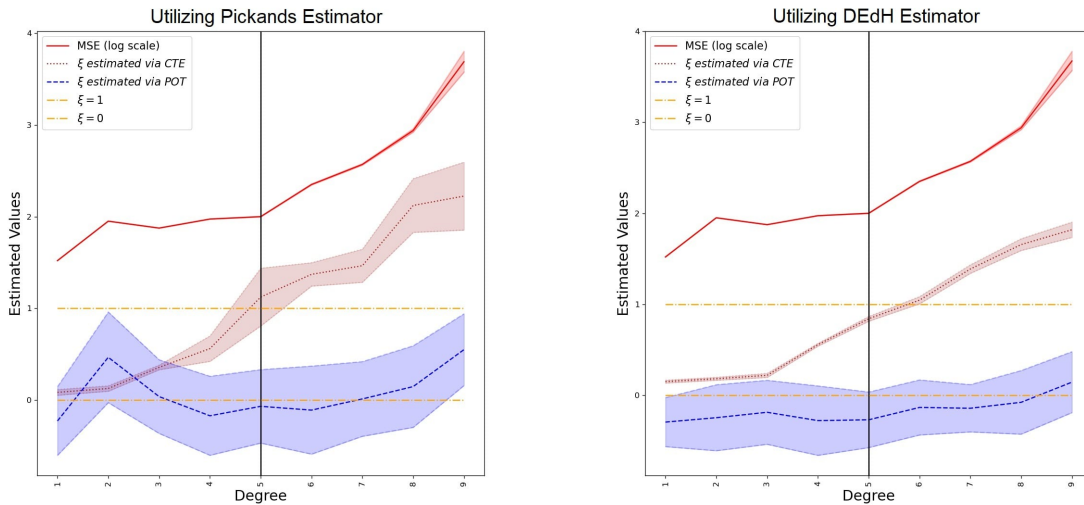 Utilizing Pickands Estimator
MSE (log scale)
ξ estimated via CTE
ξ estimated via POT
ξ = 1
ξ = 0
Estimated Values
4
3
2
1
0
1
2
3
4
5
6
7
8
9
Degree
Utilizing DEdH Estimator
MSE (log scale)
ξ estimated via CTE
ξ estimated via POT
ξ = 1
ξ = 0
Estimated Values
4
3
2
1
0
1
2
3
4
5
6
7
8
9
Degree